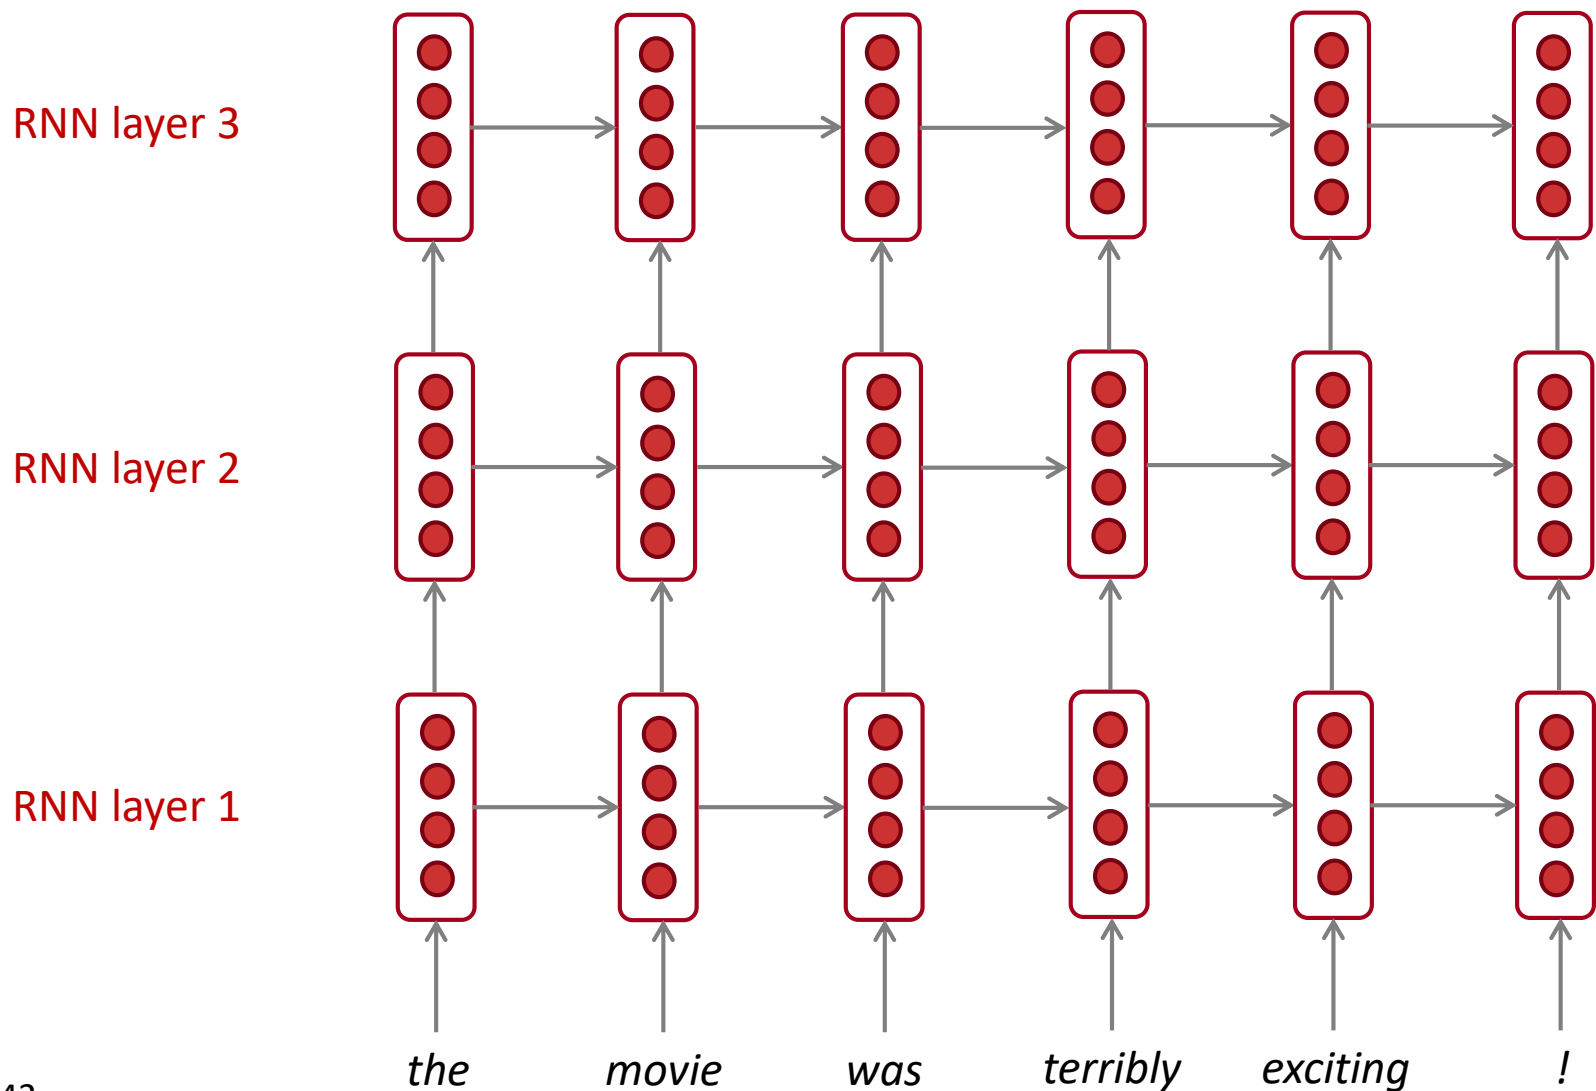 RNN layer 3
RNN layer 2
RNN layer 1
the movie was terribly exciting !